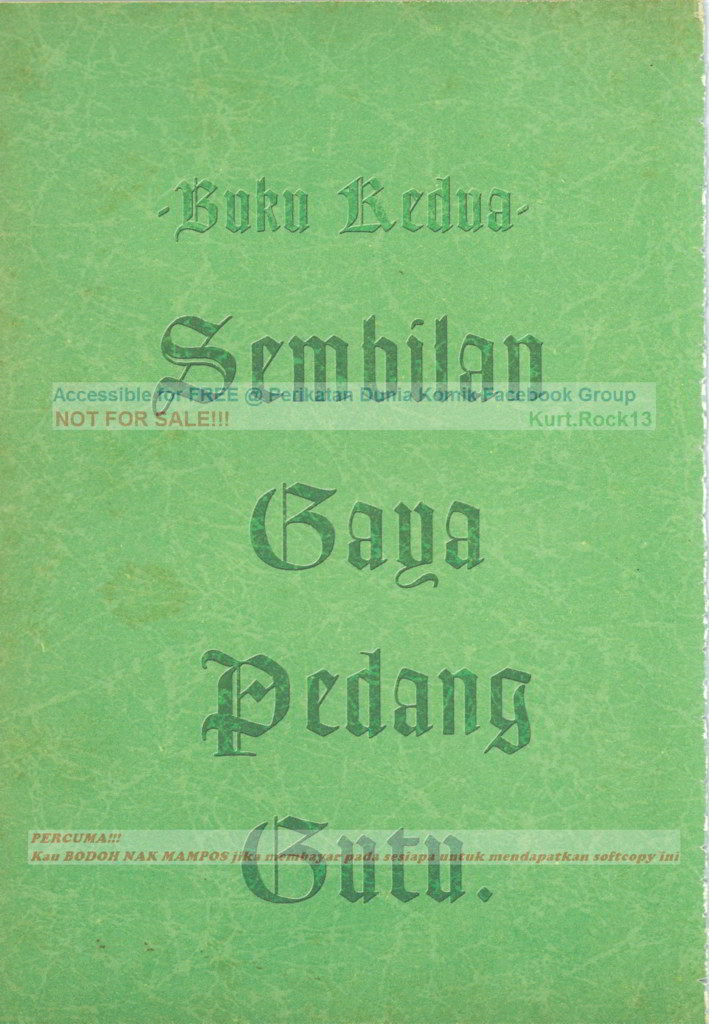 -Buku Kedua-
Sembilan
Accessible for FREE @ Perikatan Dunia Komik Facebook Group
NOT FOR SALE!!! Kurt.Rock13
Gaya
Pedang
PERCUMA!!!
Kau BODOH NAK MAMPOS jika membayar pada sesiapa untuk mendapatkan softcopy ini
Gutu.